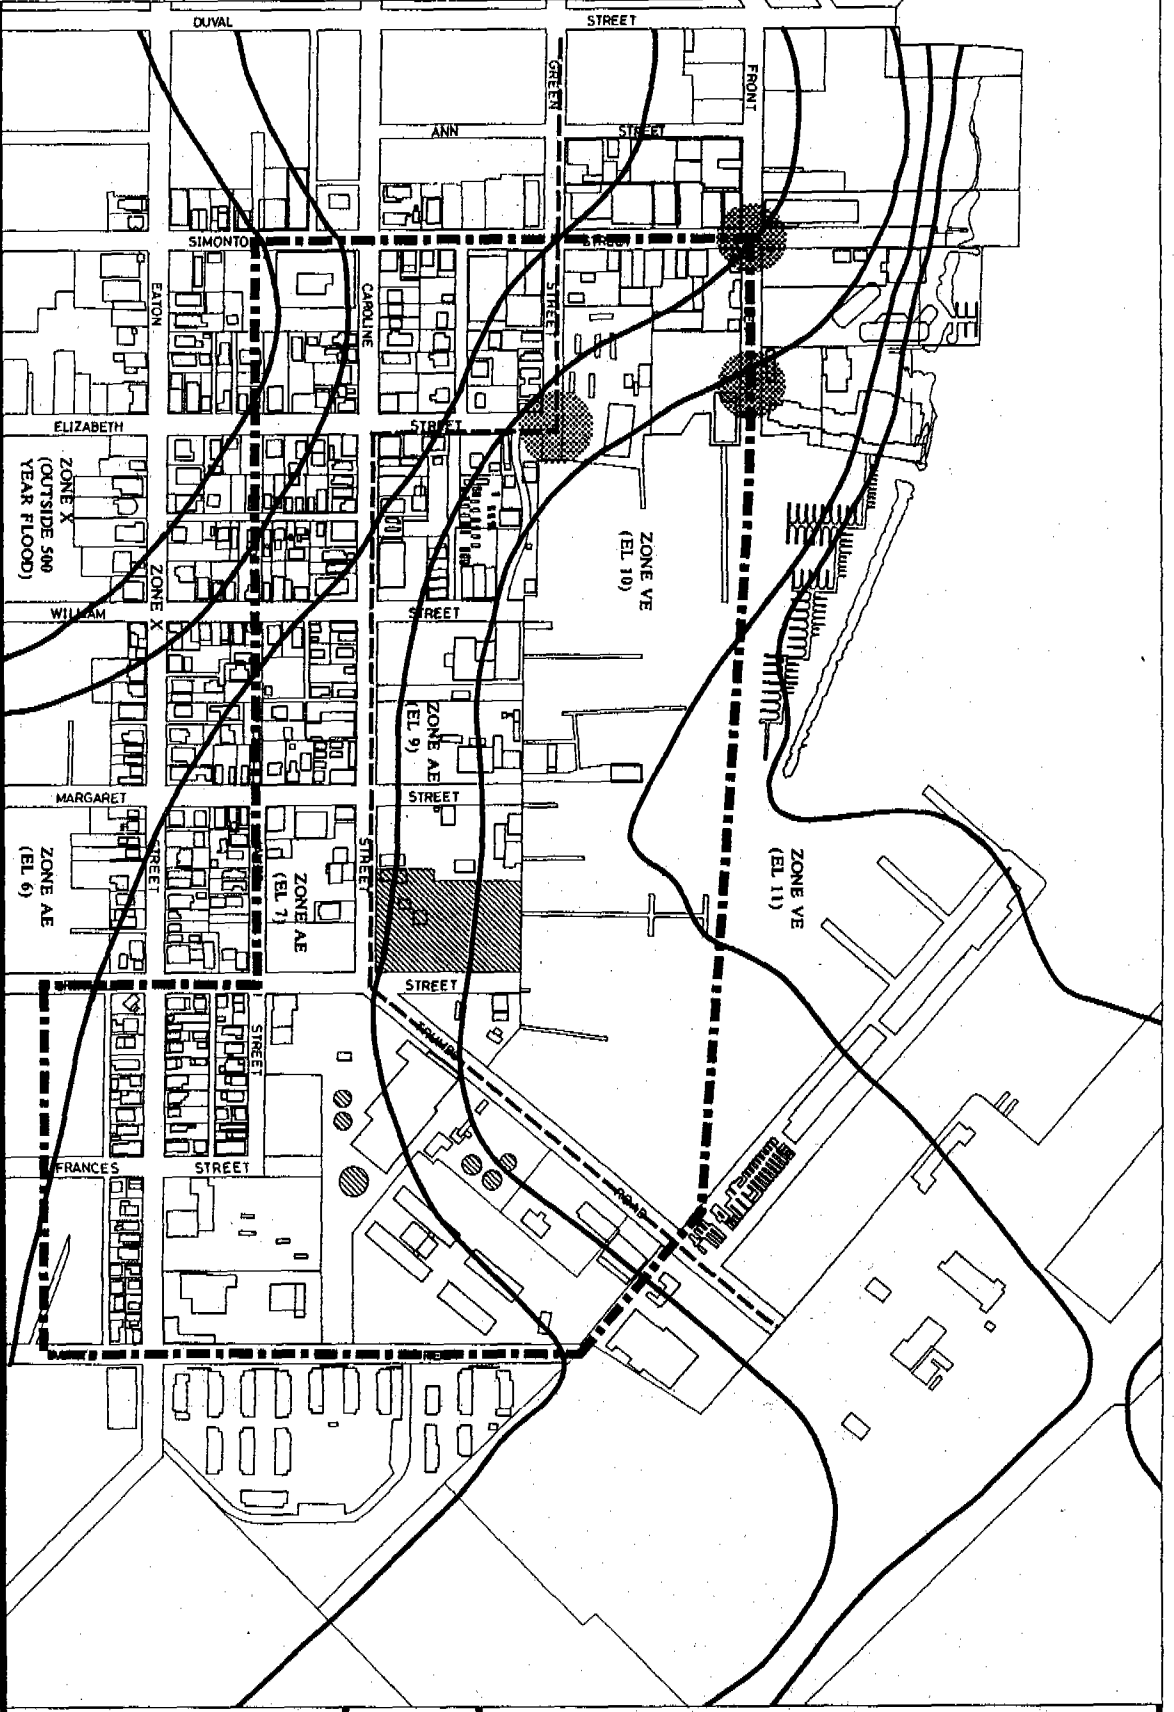 DUVAL
STREET
GREEN
FRONT
ANN
STREET
SIMONTO
EATON
CAROLINE
STREET
ELIZABETH
STREET
ZONE X
(OUTSIDE 500
YEAR FLOOD)
ZONE VE
(EL 10)
ZONE X
WILLIAM
STREET
ZONE AE
(EL 9)
MARGARET
STREET
ZONE AE
(EL 6)
STREET
ZONE AE
(EL 7)
STREET
ZONE VE
(EL 11)
STREET
STREET
FRANCES
STREET
ROAD